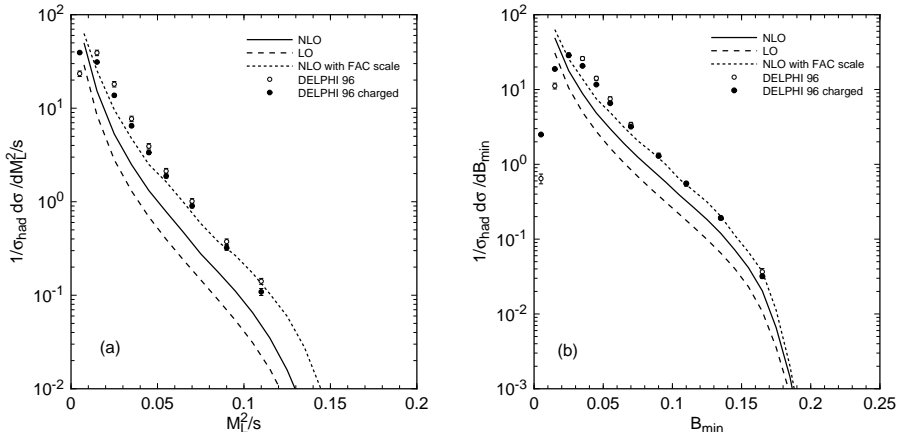 10^2
10^1
10^0
10^-1
10^-2
1/σ_had dσ/dM_L^2/s
NLO
LO
NLO with FAC scale
DELPHI 96
DELPHI 96 charged
(a)
0 0.05 0.1 0.15 0.2
M_L^2/s
10^2
10^1
10^0
10^-1
10^-2
10^-3
1/σ_had dσ/dB_min
NLO
LO
NLO with FAC scale
DELPHI 96
DELPHI 96 charged
(b)
0 0.05 0.1 0.15 0.2 0.25
B_min